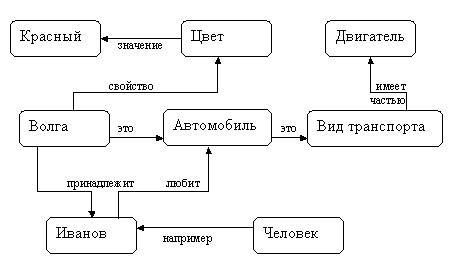 Красный
значение
Цвет
Двигатель
свойство
имеет
частью
Волга
это
Автомобиль
это
Вид транспорта
принадлежит
любит
Иванов
например
Человек